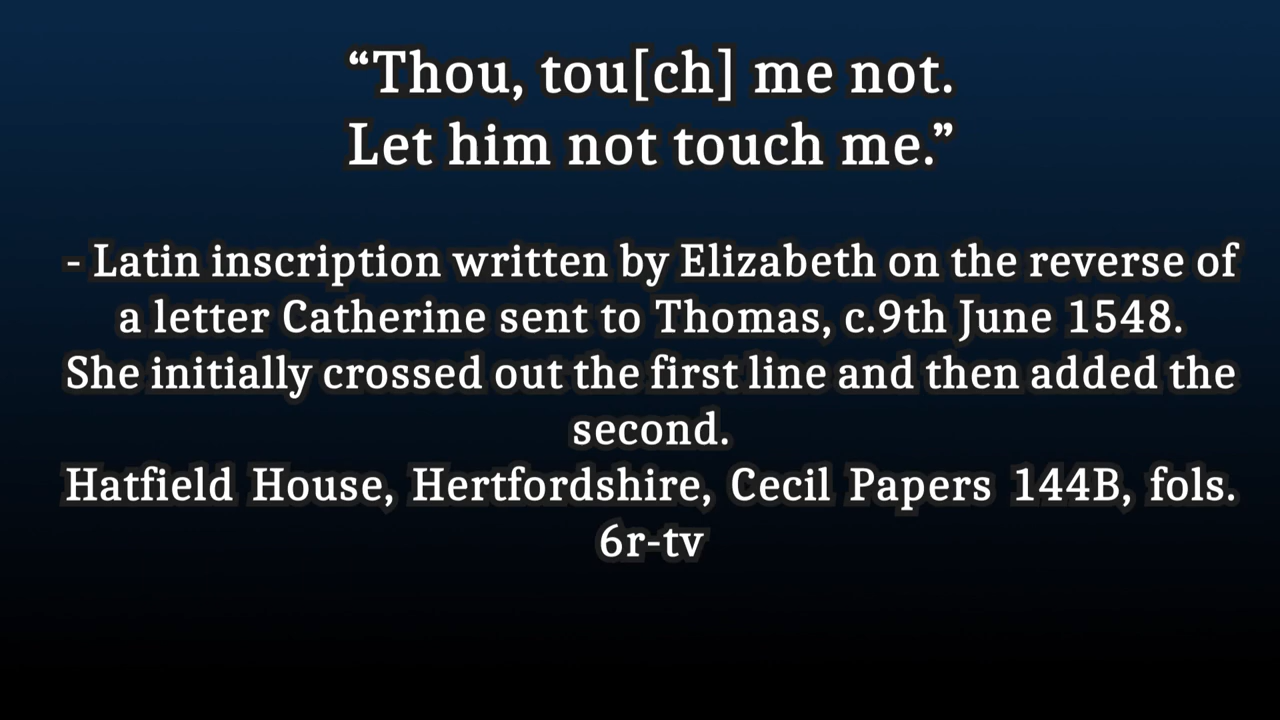 “Thou, tou[ch] me not.
Let him not touch me.”
- Latin inscription written by Elizabeth on the reverse of
a letter Catherine sent to Thomas, c.9th June 1548.
She initially crossed out the first line and then added the
second.
Hatfield House, Hertfordshire, Cecil Papers 144B, fols.
6r-tv